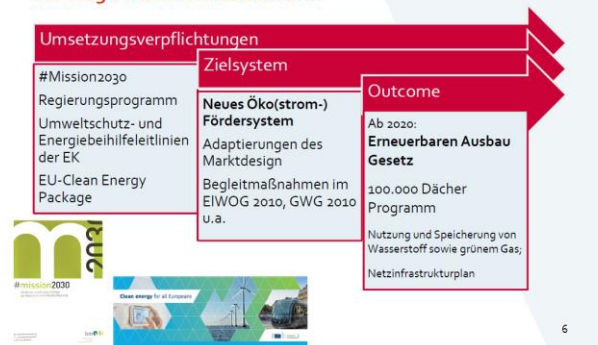 Umsetzungsverpflichtungen
#Mission2030
Regierungsprogramm
Umweltschutz- und
Energiebeihilfeleitlinien
der EK
EU-Clean Energy
Package
Zielsystem
Neues Öko(strom-)
Fördersystem
Adaptierungen des
Marktdesign
Begleitmaßnahmen im
ElWOG 2010, GWG 2010
u.a.
Outcome
Ab 2020:
Erneuerbaren Ausbau
Gesetz
100.000 Dächer
Programm
Nutzung und Speicherung von
Wasserstoff sowie grünem Gas;
Netzinfrastrukturplan
2030
#mission2030
Clean energy for all Europeans
6